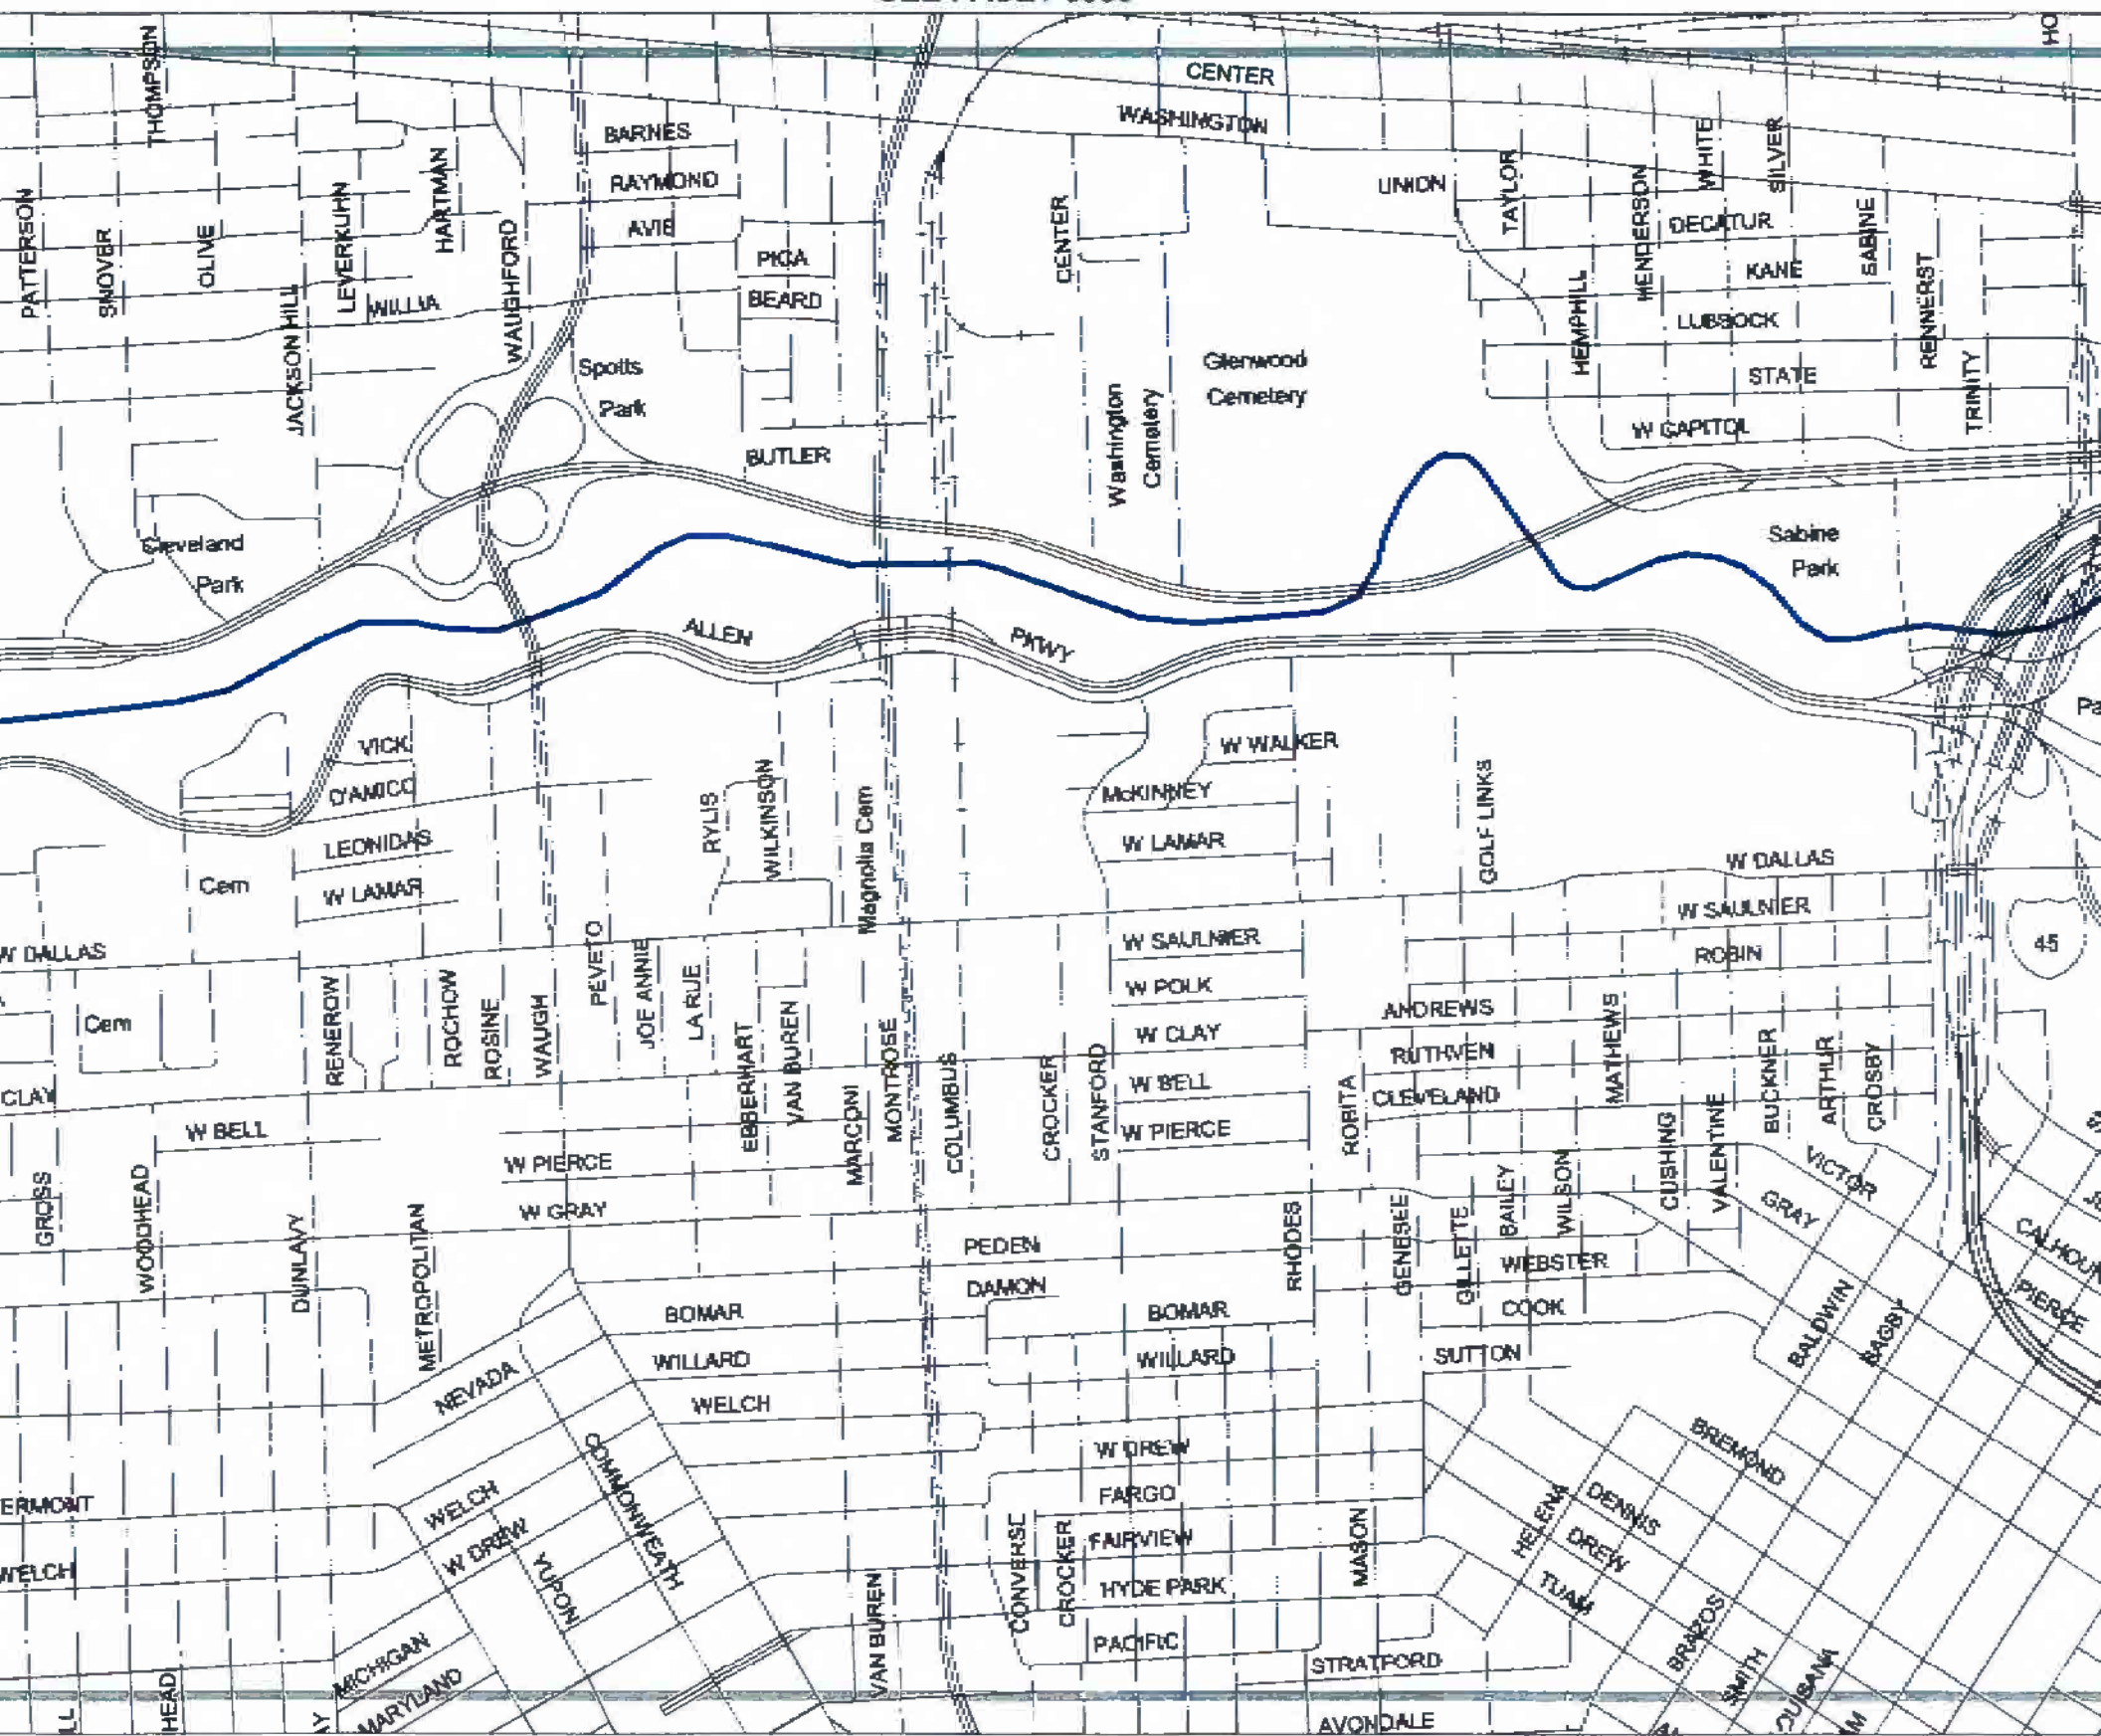 CENTER
WASHINGTON
THOMPSON
BARNES
RAYMOND
AVIE
PATTERSON
SNOVER
OLIVE
JACKSON HILL
LEVERKUHN
HARTMAN
WAUGHFORD
WILLIA
PICA
BEARD
CENTER
UNION
TAYLOR
WHITE
SILVER
HENDERSON
DECATUR
SABINE
KANE
HEMPHILL
LUBBOCK
RENNERST
STATE
TRINITY
W CAPITOL
Spotts
Park
BUTLER
Washington
Cemetery
Glenwood
Cemetery
Cleveland
Park
Sabine
Park
ALLEN
PKWY
VICK
D'AMICO
LEONIDAS
W LAMAR
Cem
RYLIS
WILKINSON
Magnolia Cem
W WALKER
McKINNEY
W LAMAR
GOLF LINKS
W DALLAS
W SAULNIER
ROBIN
45
W DALLAS
Cem
RENEROW
ROCHOW
ROSINE
WAUGH
PEVETO
JOE ANNIE
LA RUE
EBERHART
VAN BUREN
MARCONI
MONTROSE
COLUMBUS
CROCKER
STANFORD
W SAULNIER
W POLK
W CLAY
W BELL
W PIERCE
ANDREWS
RUTHVEN
CLEVELAND
ROBITA
MATHEWS
BUCKNER
ARTHUR
CROSBY
CUSHING
VALENTINE
VICTOR
GRAY
CLAY
W BELL
W PIERCE
W GRAY
GROSS
WOODHEAD
DUNLAVY
METROPOLITAN
PEDEN
DAMON
RHODES
GENESEE
GILLETTE
BAILEY
WILSON
WEBSTER
COOK
SUTTON
BALDWIN
BAGSBY
CALHOUN
PIERCE
BOMAR
WILLARD
WELCH
BOMAR
WILLARD
NEVADA
W DREW
FARGO
FAIRVIEW
HYDE PARK
PACIFIC
STRATFORD
AVONDALE
CROCKER
MASON
COMMONWEATH
WELCH
W DREW
YUPON
MICHIGAN
MARYLAND
VAN BUREN
ERMONT
WELCH
HEAD
BREMOND
HELENA
DENNIS
DREW
TUAM
BRAZOS
SMITH